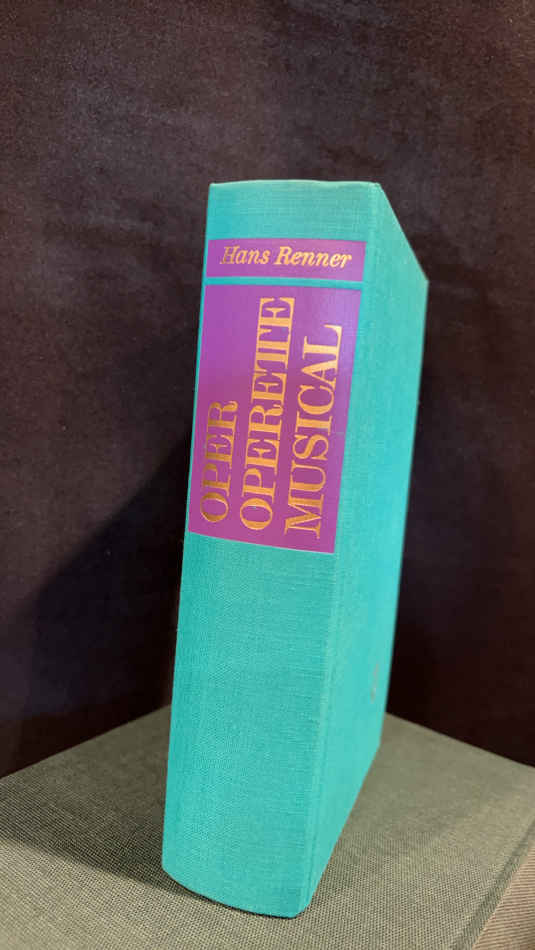 Hans Renner
OPER
OPERETTE
MUSICAL